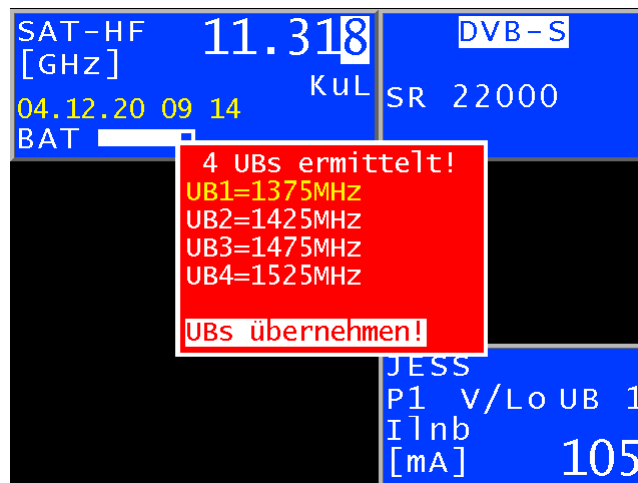 SAT-HF 11.318
[GHz]
KuL
04.12.20 09 14
BAT
DVB-S
SR 22000
4 UBs ermittelt!
UB1=1375MHz
UB2=1425MHz
UB3=1475MHz
UB4=1525MHz
UBs übernehmen!
JESS
P1 V/Lo UB 1
Ilnb
[mA] 105